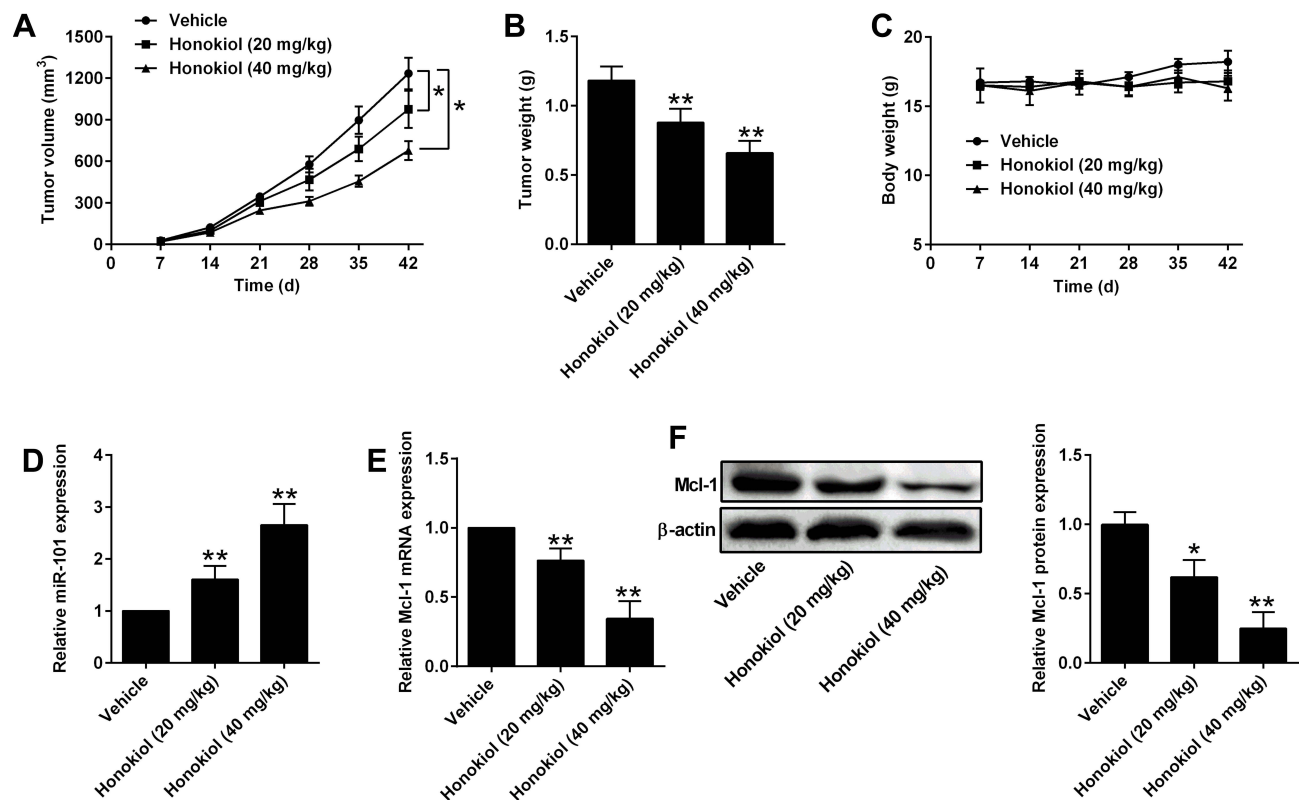 A
Vehicle
Honokiol (20 mg/kg)
Honokiol (40 mg/kg)
Tumor volume (mm³)
1500
1200
900
600
300
0
0 7 14 21 28 35 42
Time (d)
*
*
B
Tumor weight (g)
1.5
1.0
0.5
0.0
**
**
Vehicle
Honokiol (20 mg/kg)
Honokiol (40 mg/kg)
C
Body weight (g)
20
15
10
5
Vehicle
Honokiol (20 mg/kg)
Honokiol (40 mg/kg)
0 7 14 21 28 35 42
Time (d)
D
Relative miR-101 expression
4
3
2
1
0
**
**
Vehicle
Honokiol (20 mg/kg)
Honokiol (40 mg/kg)
E
Relative Mcl-1 mRNA expression
1.5
1.0
0.5
0.0
**
**
Vehicle
Honokiol (20 mg/kg)
Honokiol (40 mg/kg)
F
Mcl-1
β-actin
Vehicle
Honokiol (20 mg/kg)
Honokiol (40 mg/kg)
Relative Mcl-1 protein expression
1.5
1.0
0.5
0.0
*
**
Vehicle
Honokiol (20 mg/kg)
Honokiol (40 mg/kg)